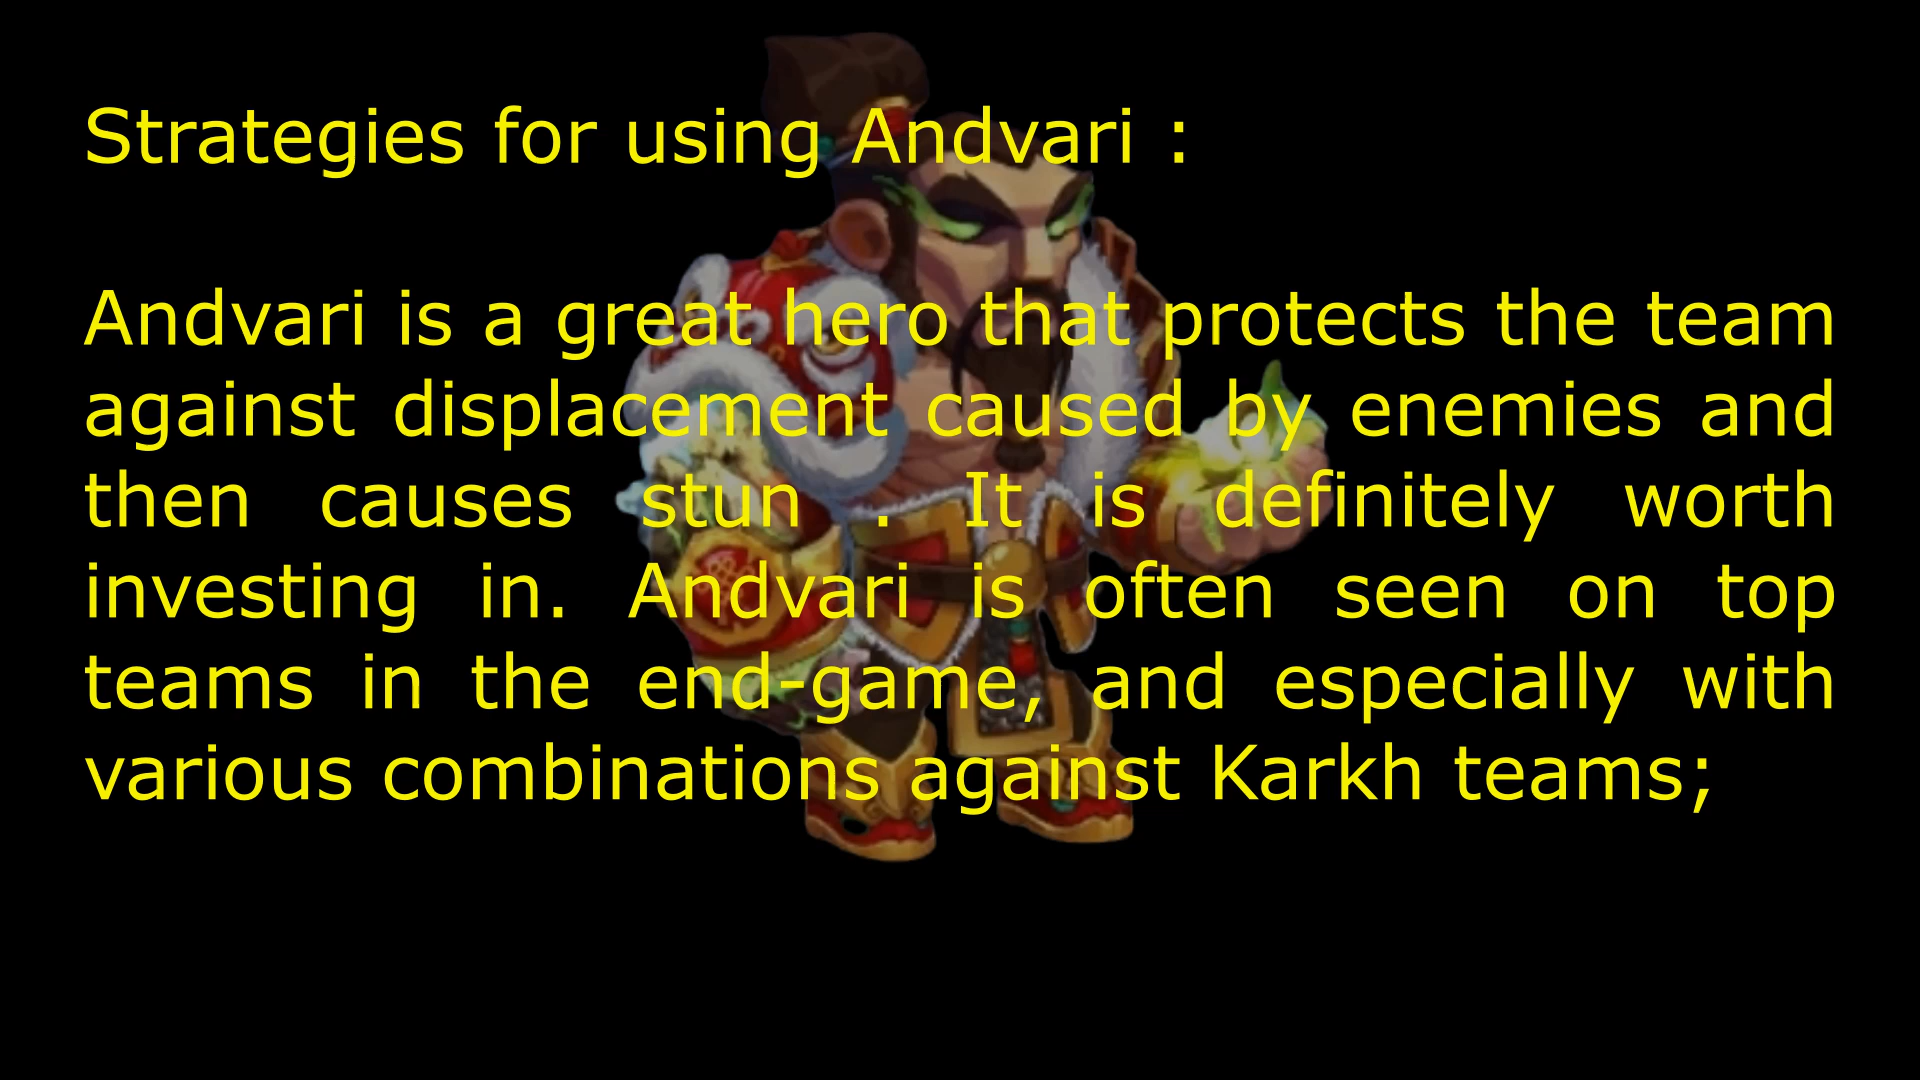 Strategies for using Andvari :
Andvari is a great hero that protects the team
against displacement caused by enemies and
then causes stun . It is definitely worth
investing in. Andvari is often seen on top
teams in the end-game, and especially with
various combinations against Karkh teams;